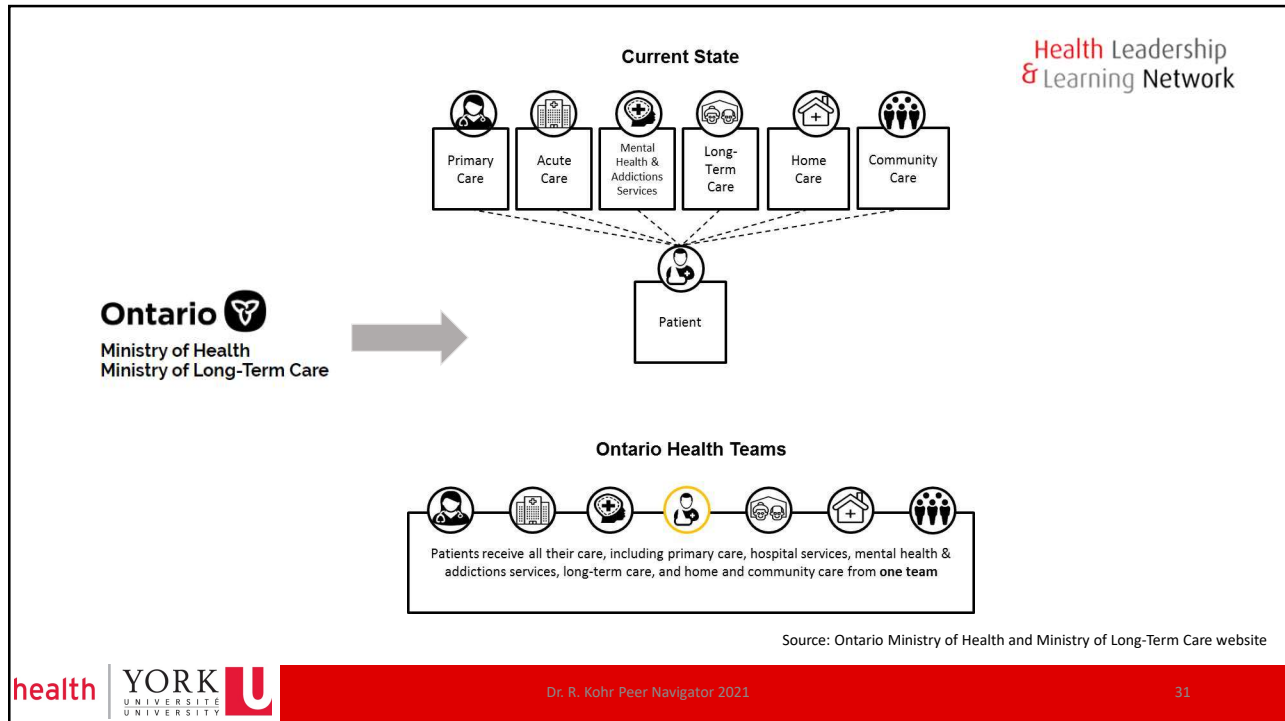 Current State
Health Leadership
& Learning Network
Primary
Care
Acute
Care
Mental
Health &
Addictions
Services
Long-
Term
Care
Home
Care
Community
Care
Patient
Ontario
Ministry of Health
Ministry of Long-Term Care
Ontario Health Teams
Patients receive all their care, including primary care, hospital services, mental health &
addictions services, long-term care, and home and community care from one team
Source: Ontario Ministry of Health and Ministry of Long-Term Care website
health
YORK
UNIVERSITÉ
UNIVERSITY
U
Dr. R. Kohr Peer Navigator 2021
31